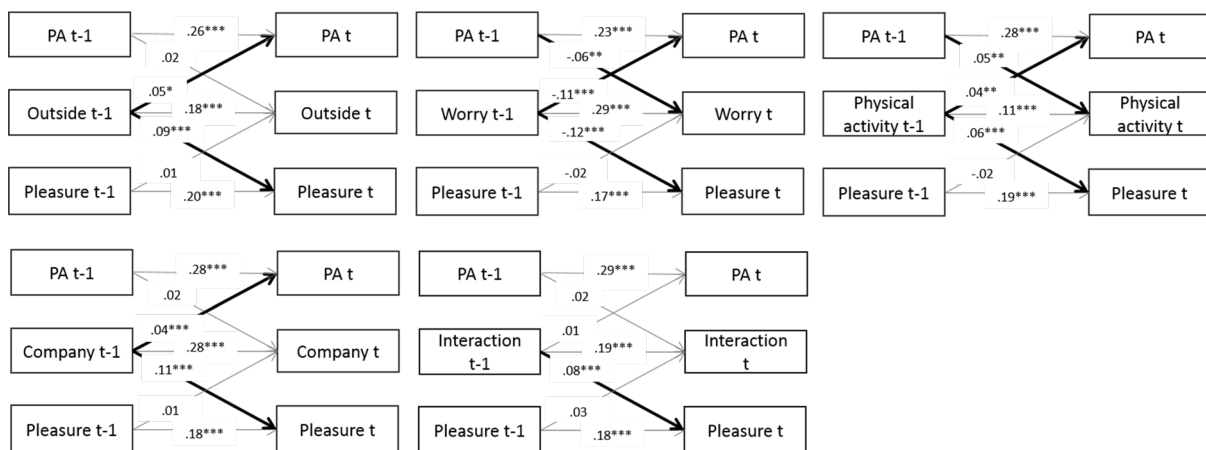 PA t-1
.26***
PA t
.02
.05*
Outside t-1
.18***
Outside t
.09***
.01
Pleasure t-1
.20***
Pleasure t
PA t-1
.23***
PA t
-.06**
-.11***
Worry t-1
.29***
Worry t
-.12***
-.02
Pleasure t-1
.17***
Pleasure t
PA t-1
.28***
PA t
.05**
.04**
Physical
activity t-1
.11***
Physical
activity t
.06***
-.02
Pleasure t-1
.19***
Pleasure t
PA t-1
.28***
PA t
.02
.04***
Company t-1
.28***
Company t
.11***
.01
Pleasure t-1
.18***
Pleasure t
PA t-1
.29***
PA t
.02
.01
Interaction
t-1
.19***
Interaction
t
.08***
.03
Pleasure t-1
.18***
Pleasure t